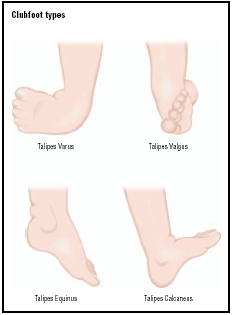 Clubfoot types
Talipes Varus
Talipes Valgus
Talipes Equinus
Talipes Calcaneus